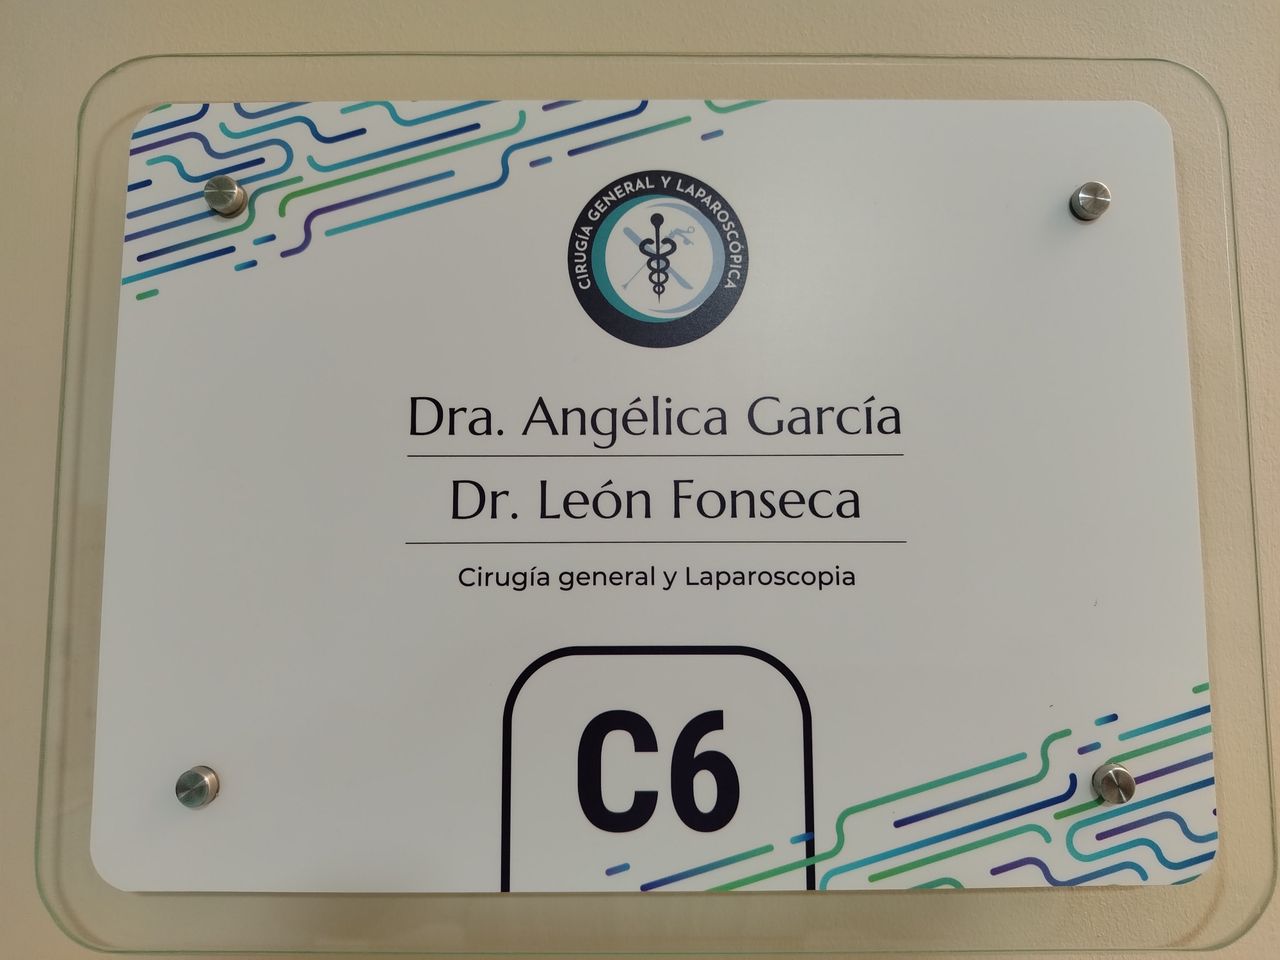 CIRUGÍA GENERAL Y LAPAROSCÓPICA
Dra. Angélica García
Dr. León Fonseca
Cirugía general y Laparoscopia
C6